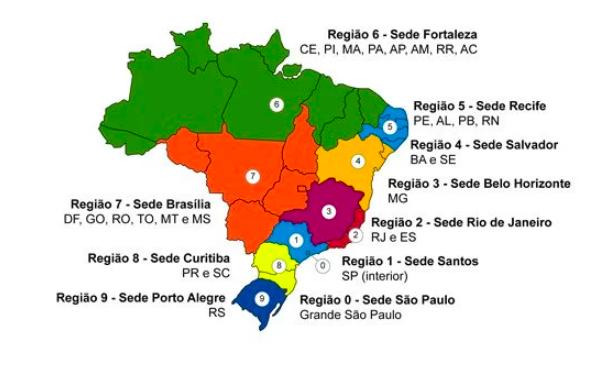 Região 6 - Sede Fortaleza
CE, PI, MA, PA, AP, AM, RR, AC
6
Região 5 - Sede Recife
PE, AL, PB, RN
5
Região 4 - Sede Salvador
BA e SE
4
Região 3 - Sede Belo Horizonte
MG
7
3
Região 7 - Sede Brasília
DF, GO, RO, TO, MT e MS
Região 2 - Sede Rio de Janeiro
RJ e ES
2
1
Região 8 - Sede Curitiba
PR e SC
8
0
Região 1 - Sede Santos
SP (interior)
Região 9 - Sede Porto Alegre
RS
9
Região 0 - Sede São Paulo
Grande São Paulo